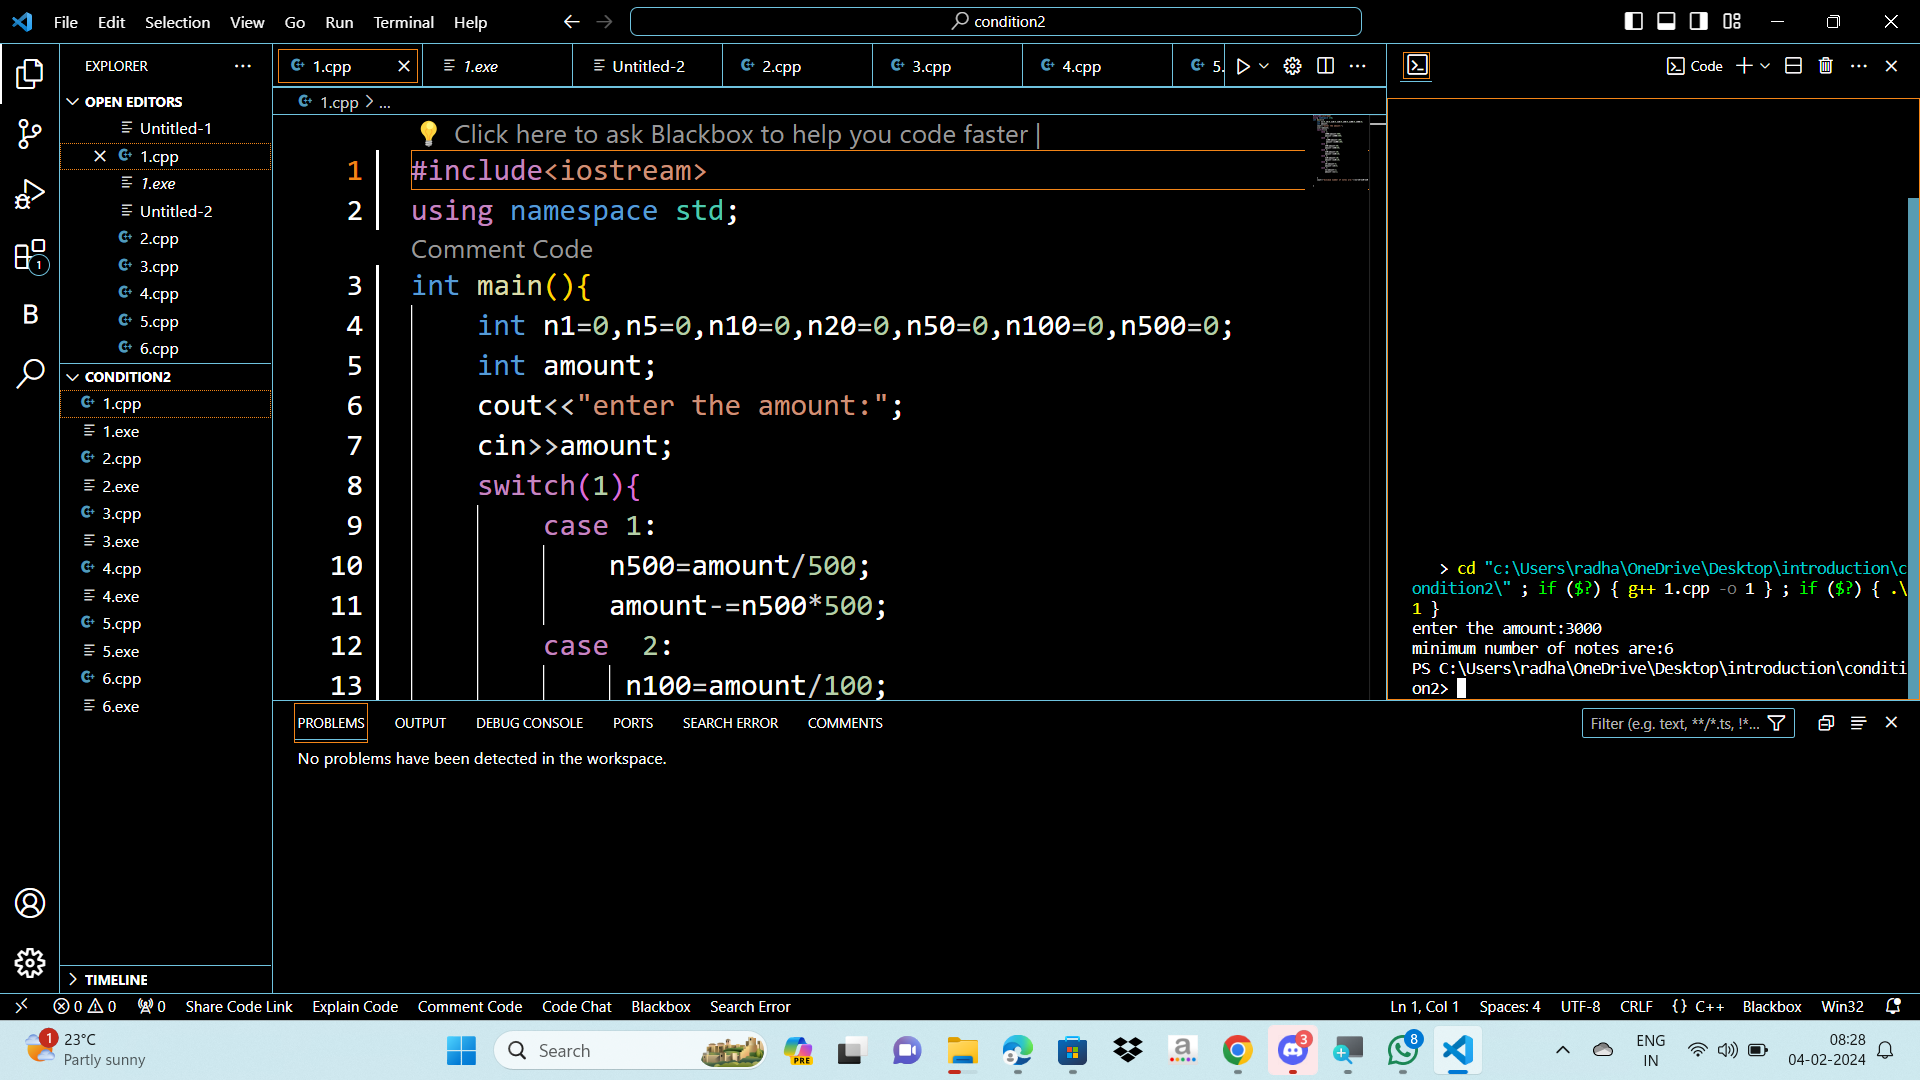 File Edit Selection View Go Run Terminal Help
condition2
EXPLORER
OPEN EDITORS
Untitled-1
1.cpp
1.exe
Untitled-2
2.cpp
3.cpp
4.cpp
5.cpp
6.cpp
CONDITION2
1.cpp
1.exe
2.cpp
2.exe
3.cpp
3.exe
4.cpp
4.exe
5.cpp
5.exe
6.cpp
6.exe
TIMELINE
1.cpp 1.exe Untitled-2 2.cpp 3.cpp 4.cpp 5.
1.cpp > ...
Click here to ask Blackbox to help you code faster |
1 #include<iostream>
2 using namespace std;
Comment Code
3 int main(){
4 int n1=0,n5=0,n10=0,n20=0,n50=0,n100=0,n500=0;
5 int amount;
6 cout<<"enter the amount:";
7 cin>>amount;
8 switch(1){
9 case 1:
10 n500=amount/500;
11 amount-=n500*500;
12 case 2:
13 n100=amount/100;
Code
> cd "c:\Users\radha\OneDrive\Desktop\introduction\c
ondition2\" ; if ($?) { g++ 1.cpp -o 1 } ; if ($?) { .\
1 }
enter the amount:3000
minimum number of notes are:6
PS C:\Users\radha\OneDrive\Desktop\introduction\conditi
on2>
PROBLEMS OUTPUT DEBUG CONSOLE PORTS SEARCH ERROR COMMENTS
Filter (e.g. text, **/*.ts, !*...
No problems have been detected in the workspace.
0 0 0 Share Code Link Explain Code Comment Code Code Chat Blackbox Search Error
Ln 1, Col 1 Spaces: 4 UTF-8 CRLF {} C++ Blackbox Win32
1
23°C
Partly sunny
Search
PRE
3
8
ENG
IN
08:28
04-02-2024